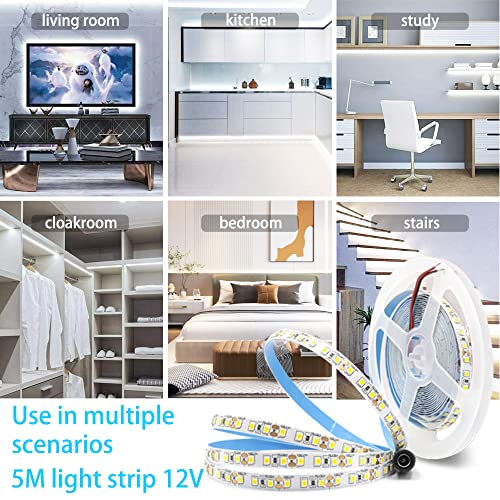 living room
kitchen
study
cloakroom
bedroom
stairs
Use in multiple
scenarios
5M light strip 12V